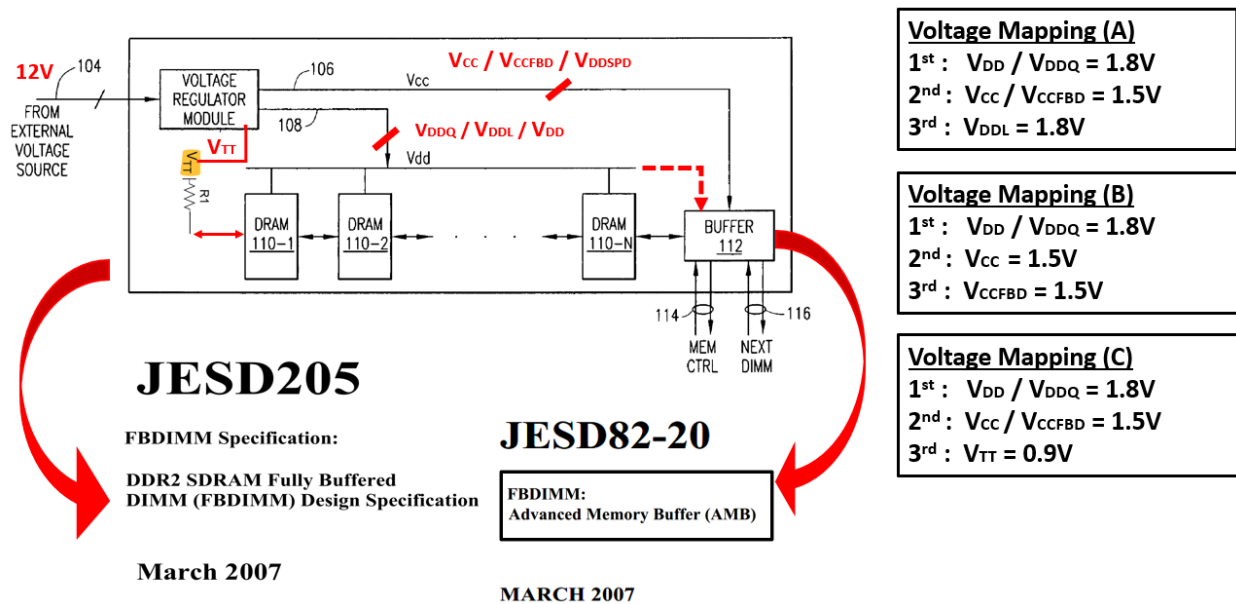 12V
104
FROM
EXTERNAL
VOLTAGE
SOURCE
VOLTAGE
REGULATOR
MODULE
106
Vcc
VCC / VCCFBD / VDDSPD
108
VDDQ / VDDL / VDD
Vdd
VTT
VTT
R1
DRAM
110-1
DRAM
110-2
. . . . .
DRAM
110-N
BUFFER
112
114
116
MEM
CTRL
NEXT
DIMM
JESD205
FBDIMM Specification:
DDR2 SDRAM Fully Buffered
DIMM (FBDIMM) Design Specification
March 2007
JESD82-20
FBDIMM:
Advanced Memory Buffer (AMB)
MARCH 2007
Voltage Mapping (A)
1st : VDD / VDDQ = 1.8V
2nd : VCC / VCCFBD = 1.5V
3rd : VDDL = 1.8V
Voltage Mapping (B)
1st : VDD / VDDQ = 1.8V
2nd : VCC = 1.5V
3rd : VCCFBD = 1.5V
Voltage Mapping (C)
1st : VDD / VDDQ = 1.8V
2nd : VCC / VCCFBD = 1.5V
3rd : VTT = 0.9V